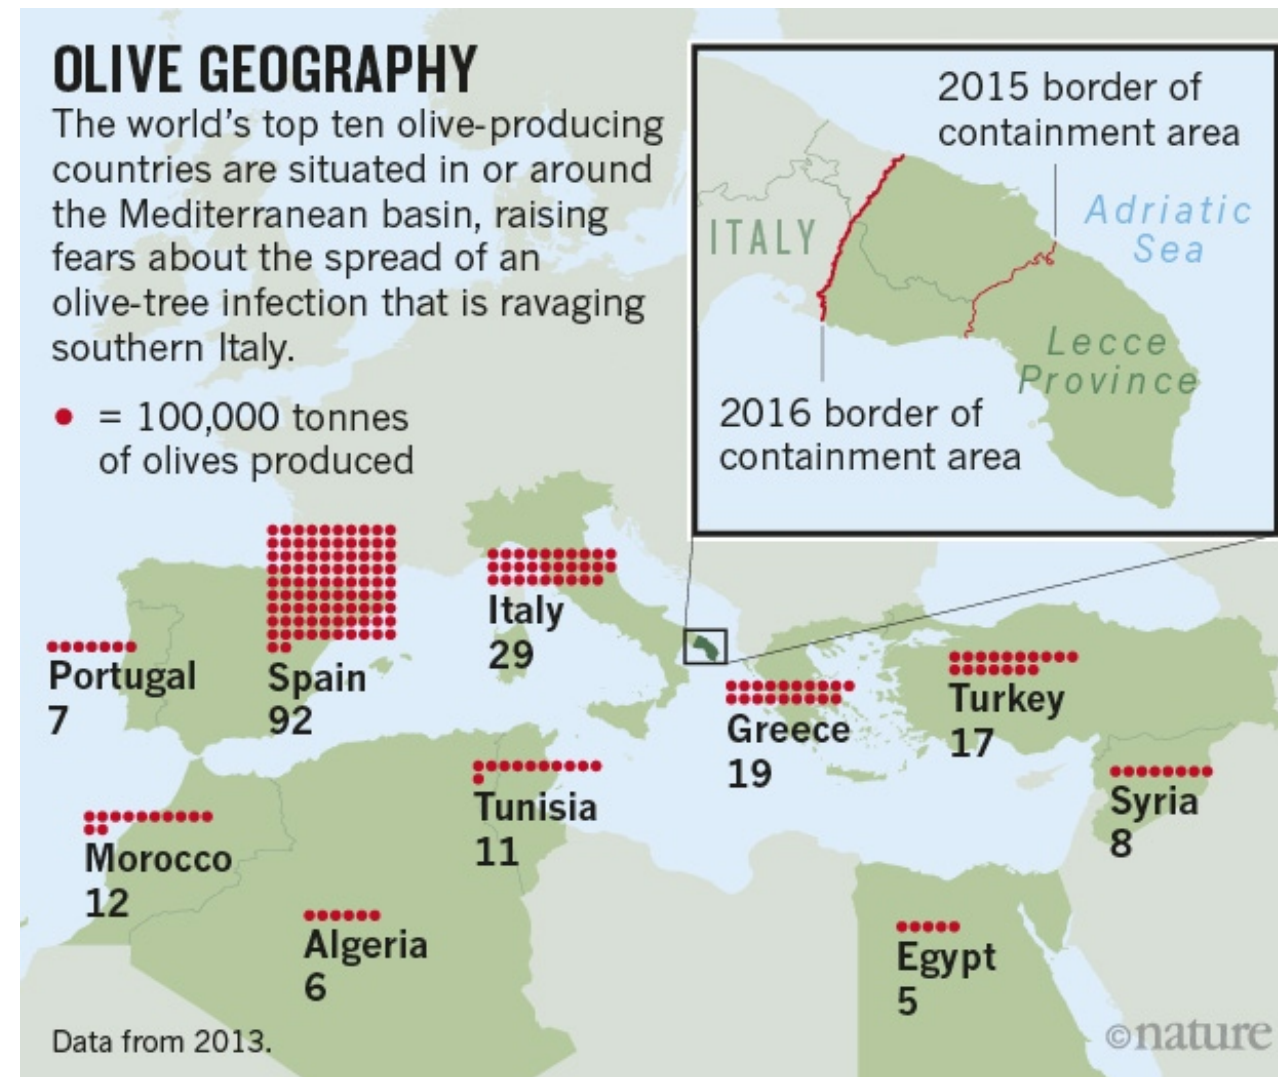 OLIVE GEOGRAPHY
The world's top ten olive-producing
countries are situated in or around
the Mediterranean basin, raising
fears about the spread of an
olive-tree infection that is ravaging
southern Italy.
= 100,000 tonnes
of olives produced
2015 border of
containment area
Adriatic
Sea
ITALY
Lecce
Province
2016 border of
containment area
Portugal
7
Spain
92
Italy
29
Greece
19
Turkey
17
Syria
8
Morocco
12
Tunisia
11
Algeria
6
Egypt
5
Data from 2013.
©nature